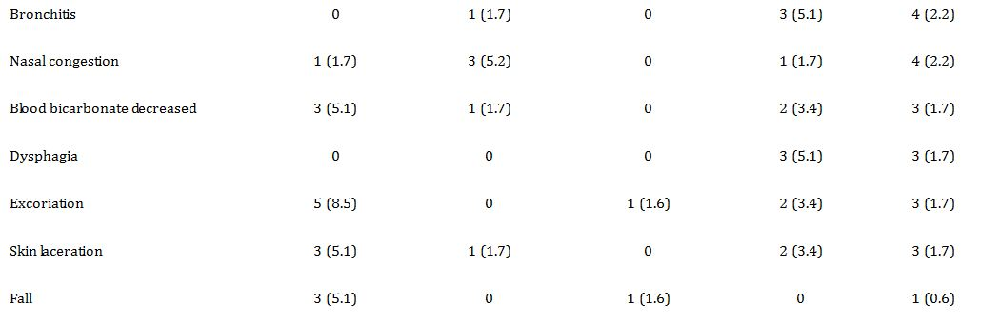 Bronchitis 0 1 (1.7) 0 3 (5.1) 4 (2.2)
Nasal congestion 1 (1.7) 3 (5.2) 0 1 (1.7) 4 (2.2)
Blood bicarbonate decreased 3 (5.1) 1 (1.7) 0 2 (3.4) 3 (1.7)
Dysphagia 0 0 0 3 (5.1) 3 (1.7)
Excoriation 5 (8.5) 0 1 (1.6) 2 (3.4) 3 (1.7)
Skin laceration 3 (5.1) 1 (1.7) 0 2 (3.4) 3 (1.7)
Fall 3 (5.1) 0 1 (1.6) 0 1 (0.6)